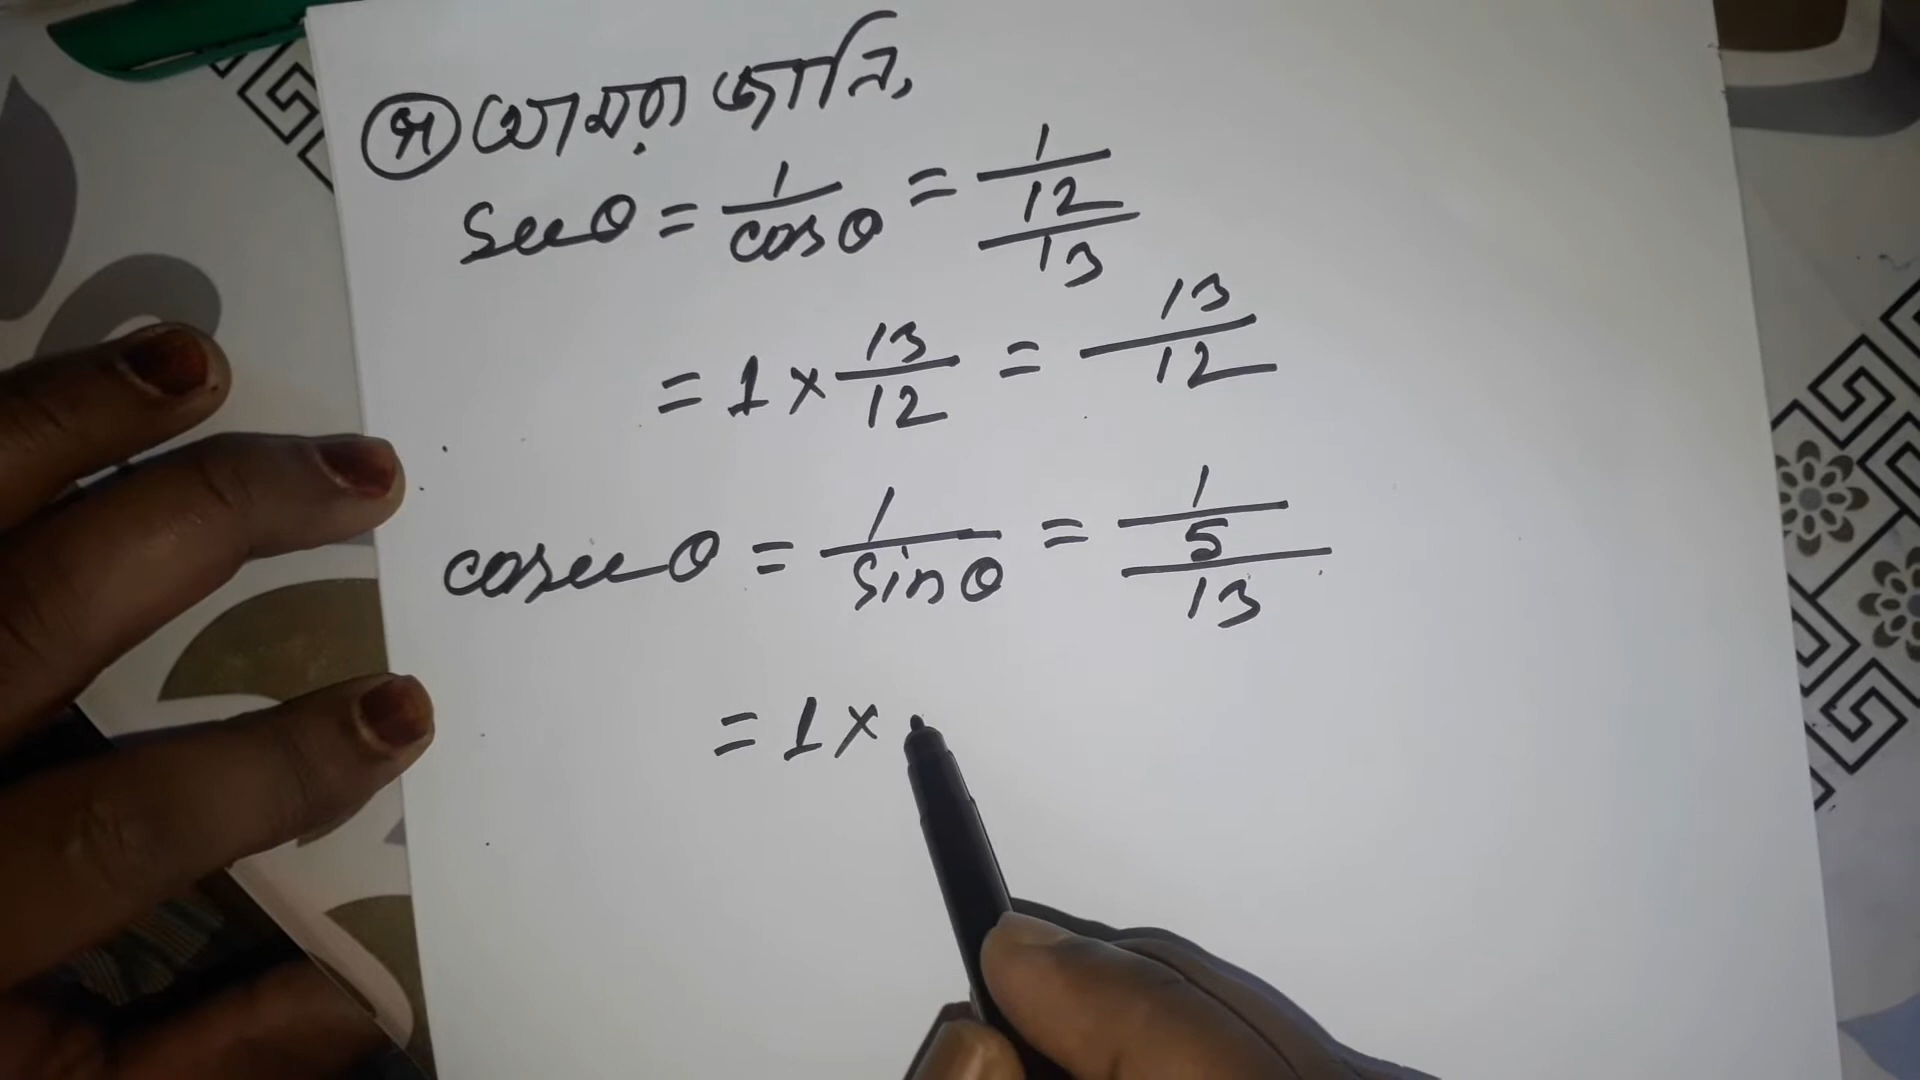 ঘ আমরা জানি,
secθ = 1/cosθ = 1/(12/13)
= 1 × 13/12 = 13/12
cosecθ = 1/sinθ = 1/(5/13)
= 1 ×